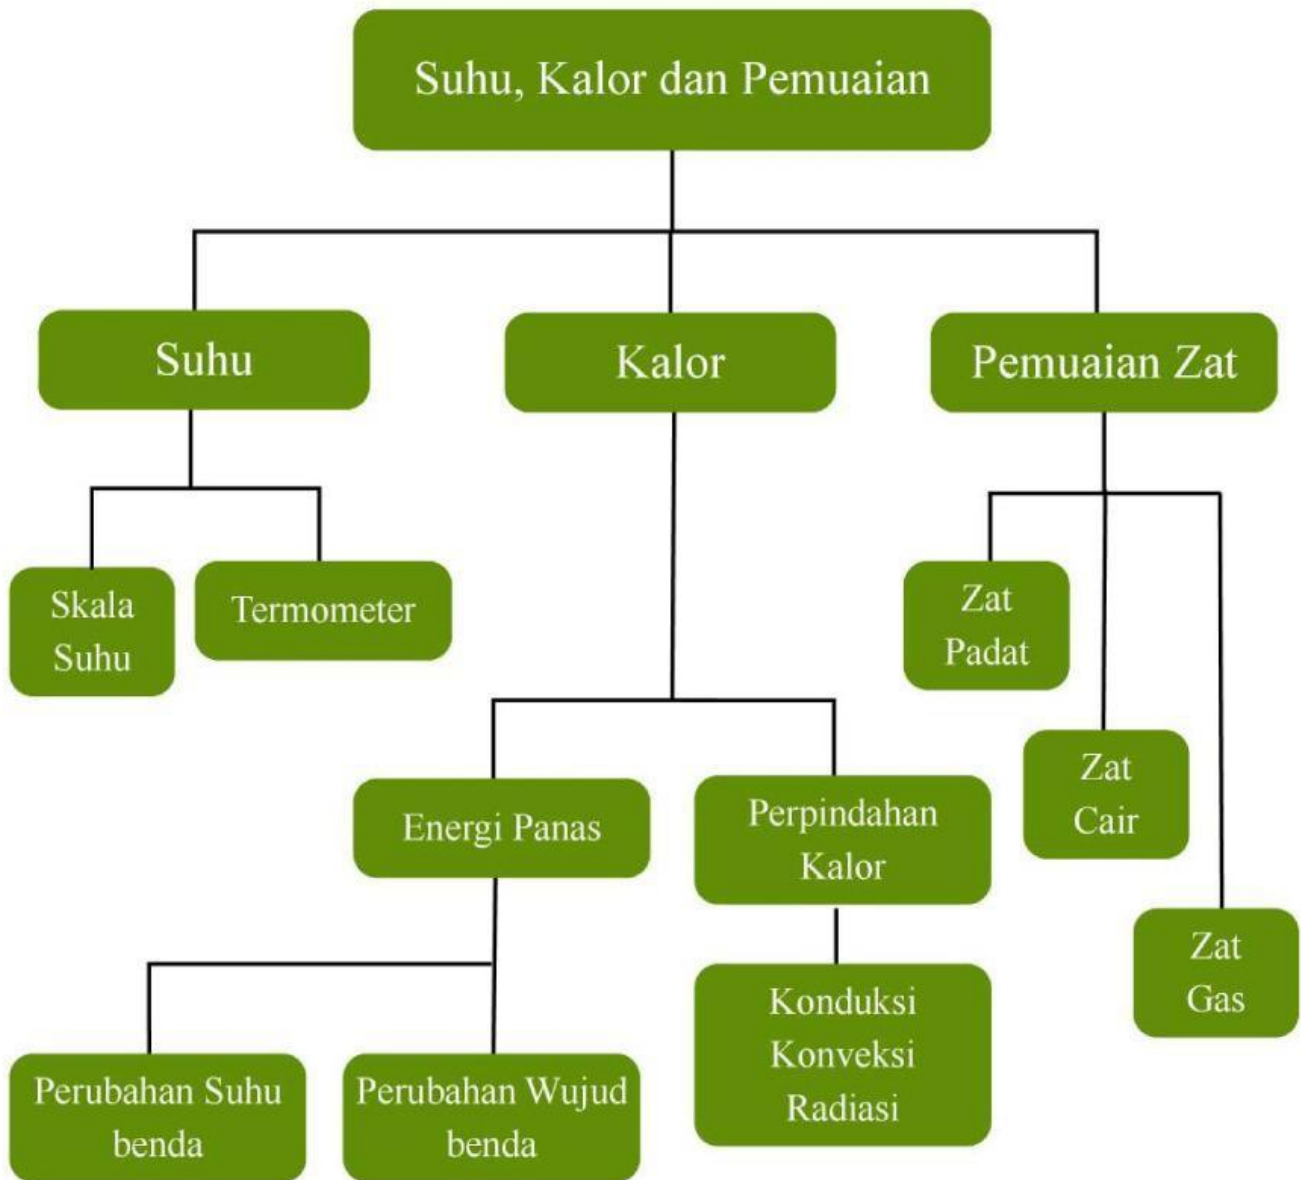 Suhu, Kalor dan Pemuaian
Suhu
Kalor
Pemuaian Zat
Skala
Suhu
Termometer
Zat
Padat
Zat
Cair
Energi Panas
Perpindahan
Kalor
Zat
Gas
Konduksi
Konveksi
Radiasi
Perubahan Suhu
benda
Perubahan Wujud
benda